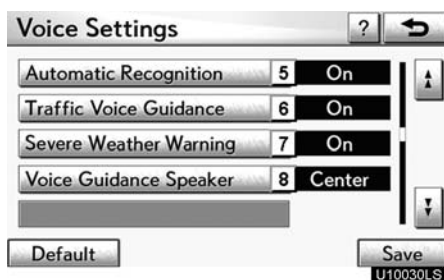 Voice Settings ?
Automatic Recognition 5 On
Traffic Voice Guidance 6 On
Severe Weather Warning 7 On
Voice Guidance Speaker 8 Center
Default Save
U10030LS